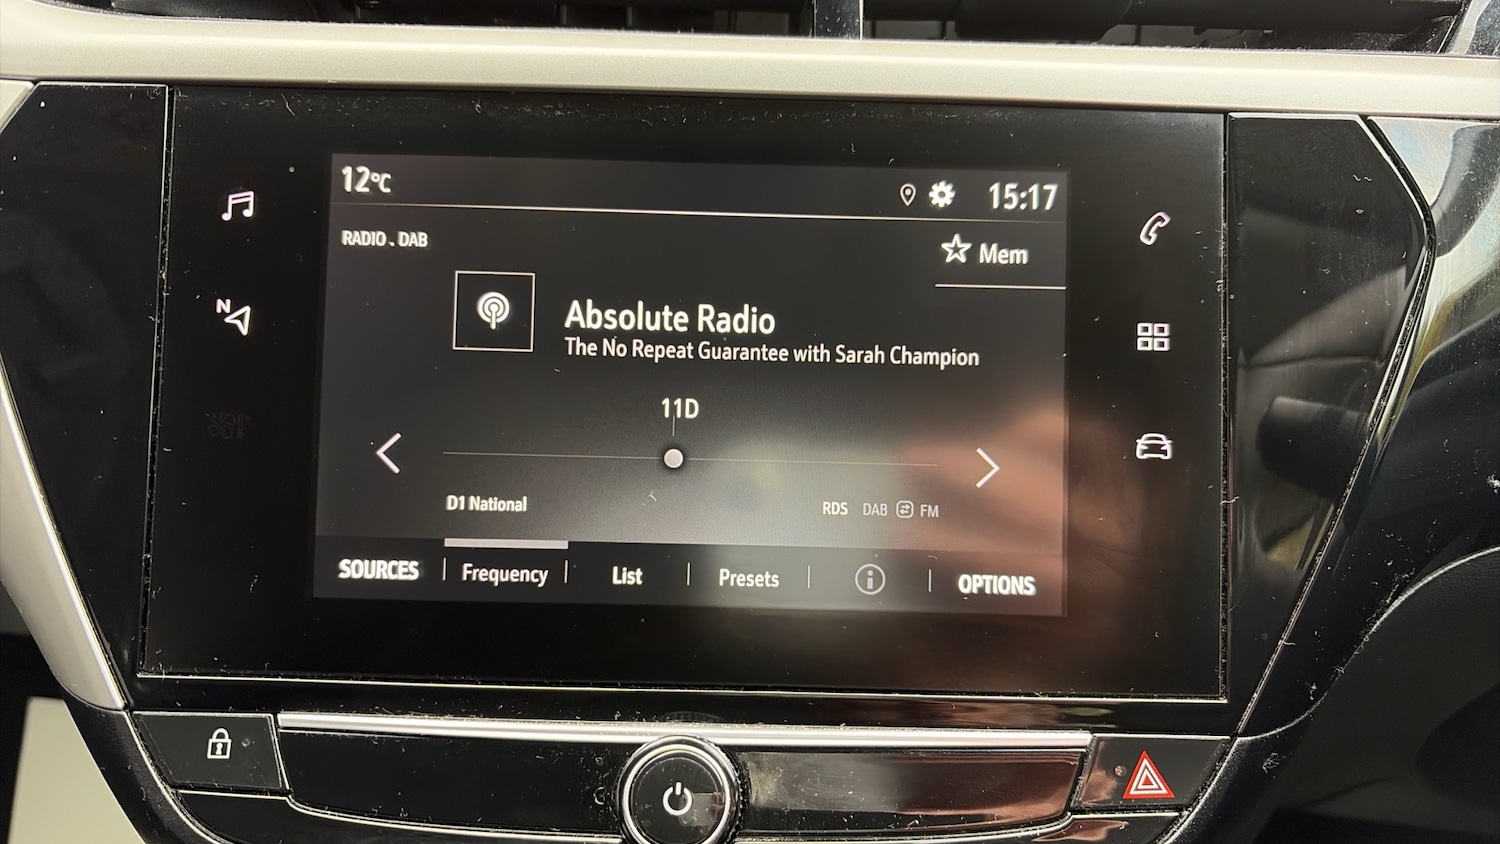 12°C 15:17
RADIO . DAB
Mem
Absolute Radio
The No Repeat Guarantee with Sarah Champion
11D
N
D1 National
RDS DAB FM
SOURCES Frequency List Presets OPTIONS